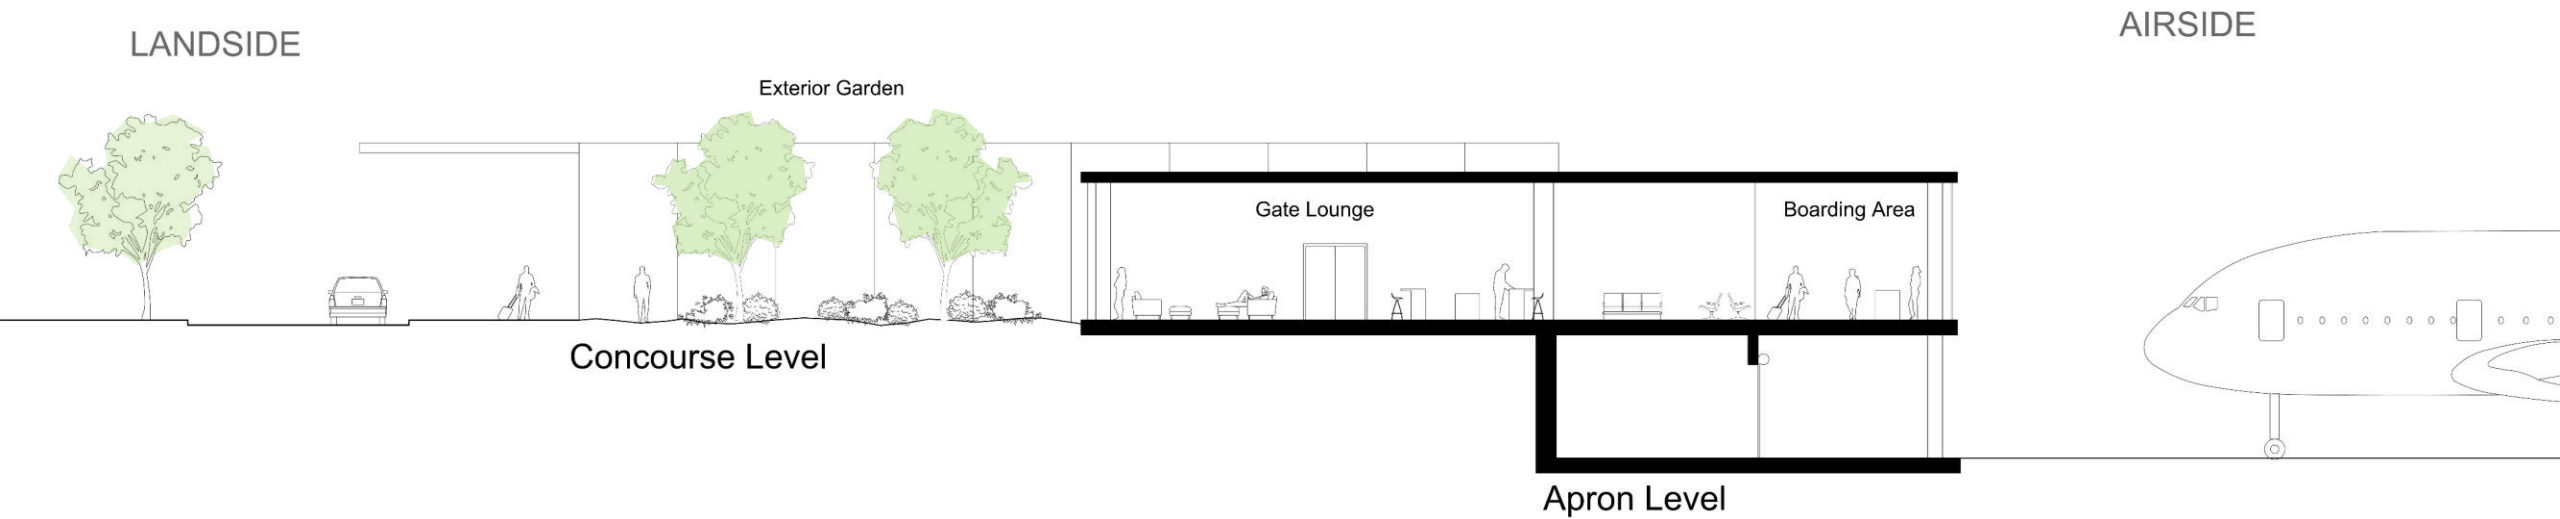 LANDSIDE
AIRSIDE
Exterior Garden
Gate Lounge
Boarding Area
Concourse Level
Apron Level